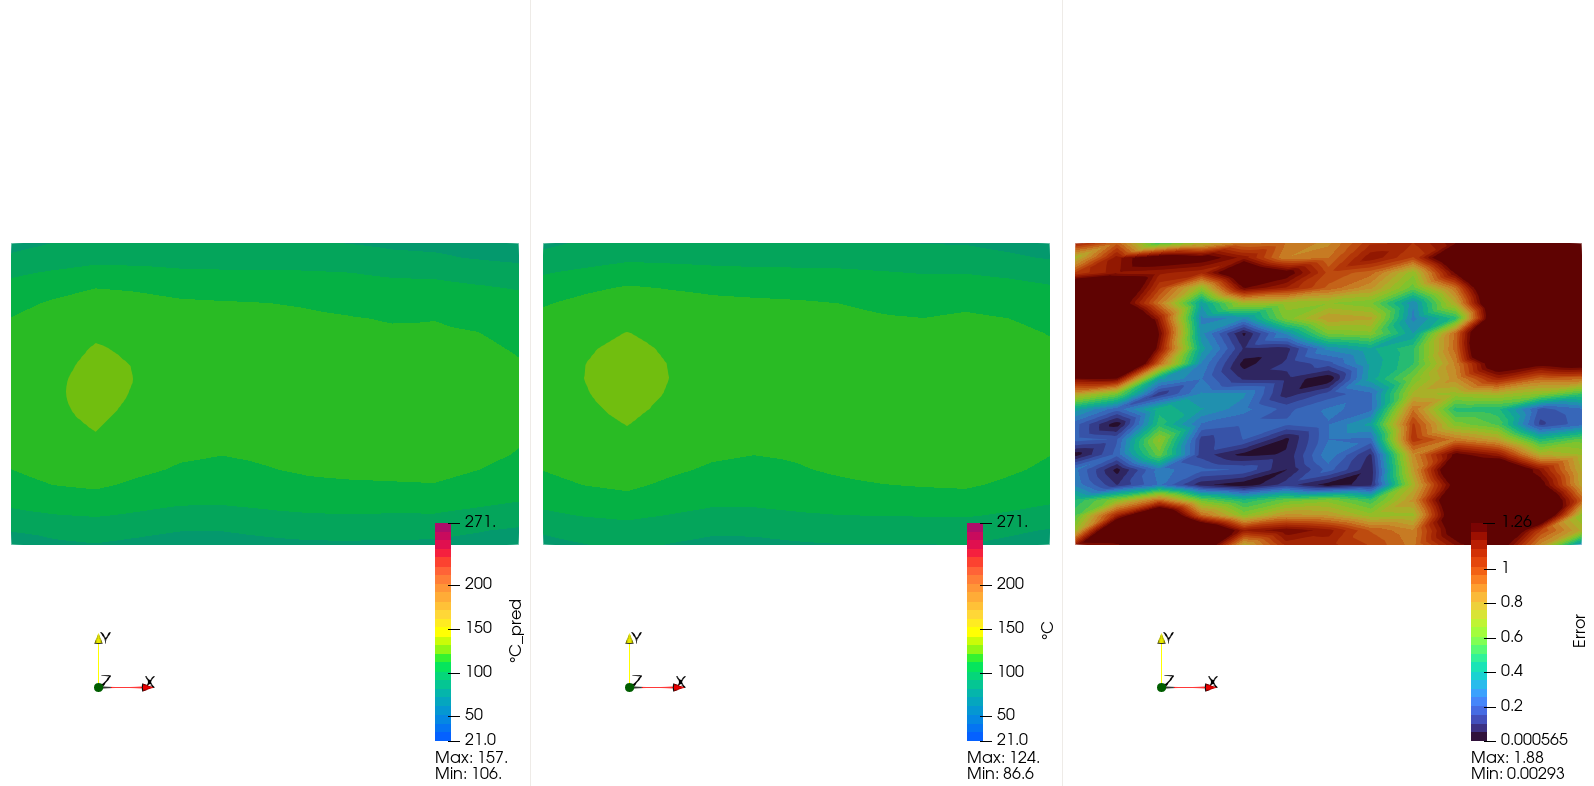 271.
200
150
100
50
21.0
°C_pred
Max: 157.
Min: 106.
Y
Z
X
271.
200
150
100
50
21.0
°C
Max: 124.
Min: 86.6
Y
Z
X
1.26
1
0.8
0.6
0.4
0.2
0.000565
Error
Max: 1.88
Min: 0.00293
Y
Z
X